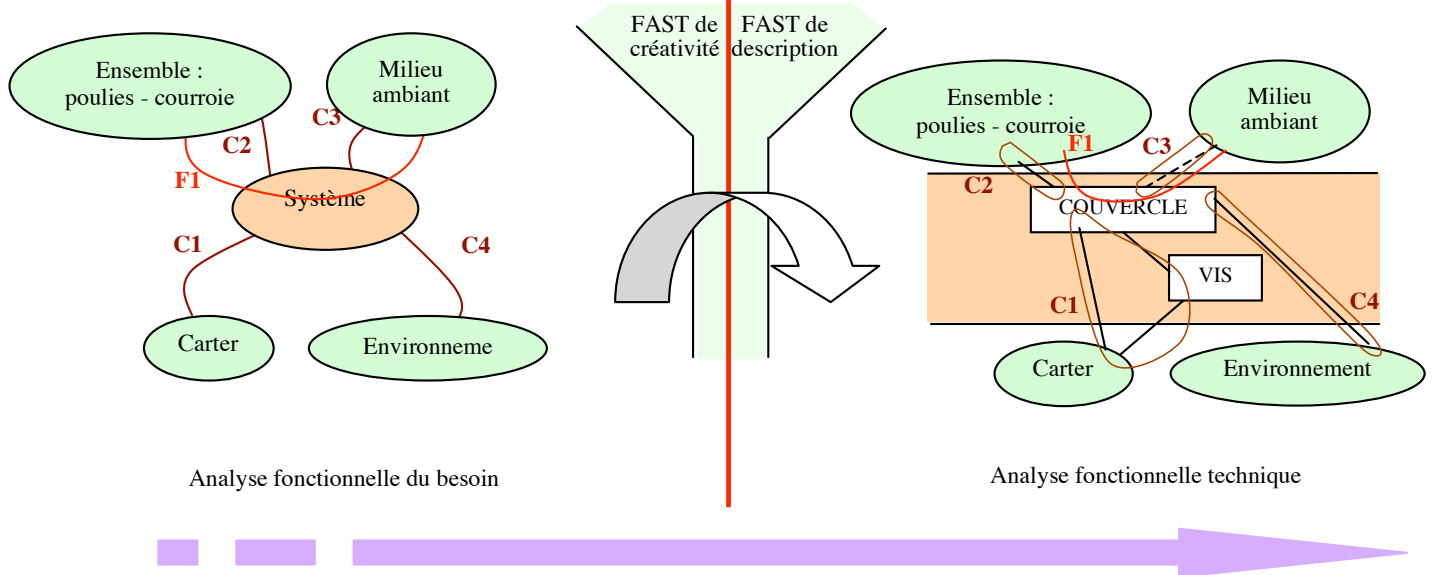 Ensemble :
poulies - courroie
Milieu
ambiant
C3
C2
F1
Système
C1
C4
Carter
Environneme
Analyse fonctionnelle du besoin
FAST de
créativité
FAST de
description
Ensemble :
poulies - courroie
Milieu
ambiant
F1
C3
C2
COUVERCLE
VIS
C1
C4
Carter
Environnement
Analyse fonctionnelle technique